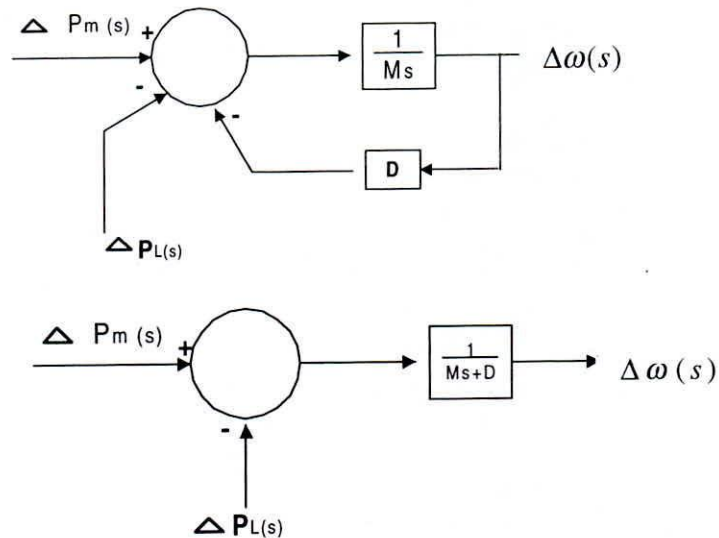 △ Pm (s)
+
-
-
1
Ms
Δω(s)
D
△ PL(s)
△ Pm (s)
+
-
1
Ms+D
Δ ω (s)
△ PL(s)